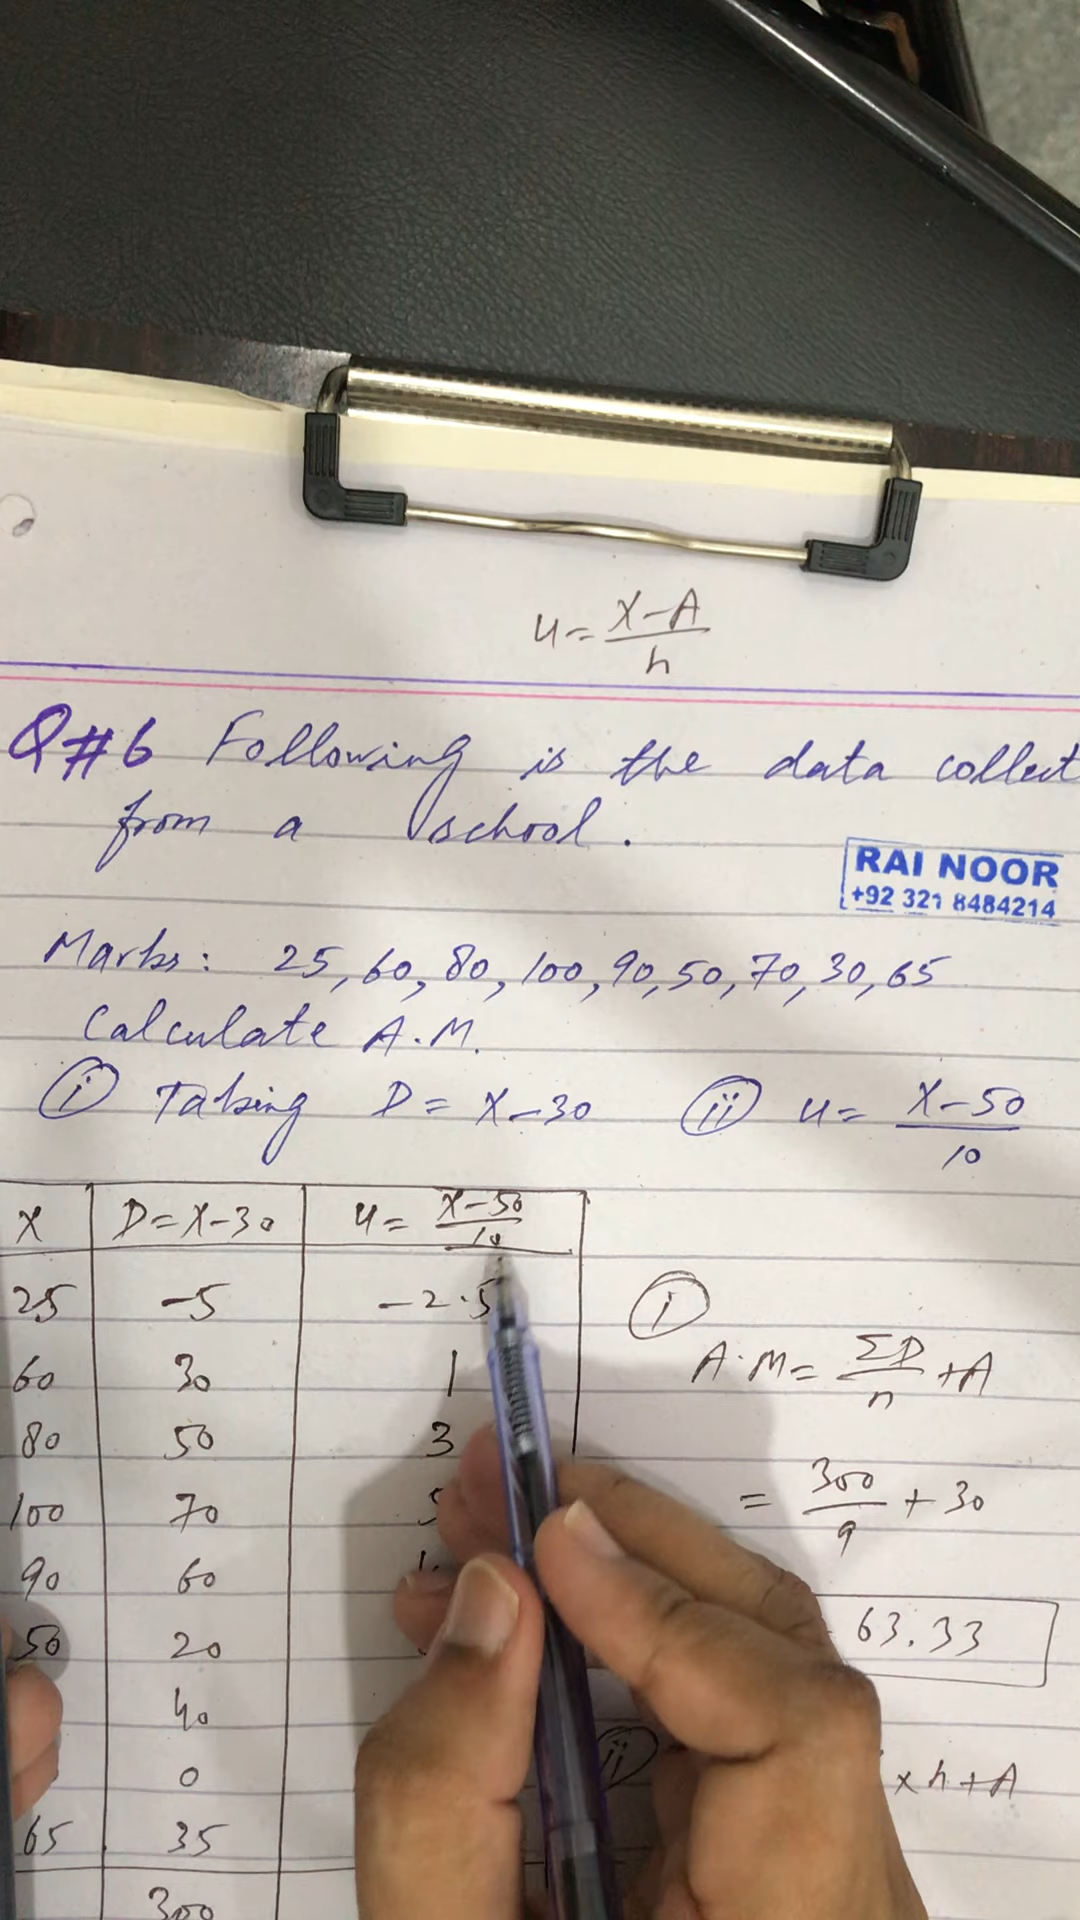 u = X-A / h
Q#6 Following is the data collect
from a school.
RAI NOOR
+92 321 8484214
Marks: 25, 60, 80, 100, 90, 50, 70, 30, 65
Calculate A.M.
(i) Taking D = X-30 (ii) u = X-50 / 10
X | D = X-30 | u = X-50 / 10
25 | -5 | -2.5
60 | 30 | 1
80 | 50 | 3
100 | 70 | 5
90 | 60
50 | 20
40
0
65 | 35
300
(i)
A.M = ΣD / n + A
= 300 / 9 + 30
63.33
(ii)
x h + A